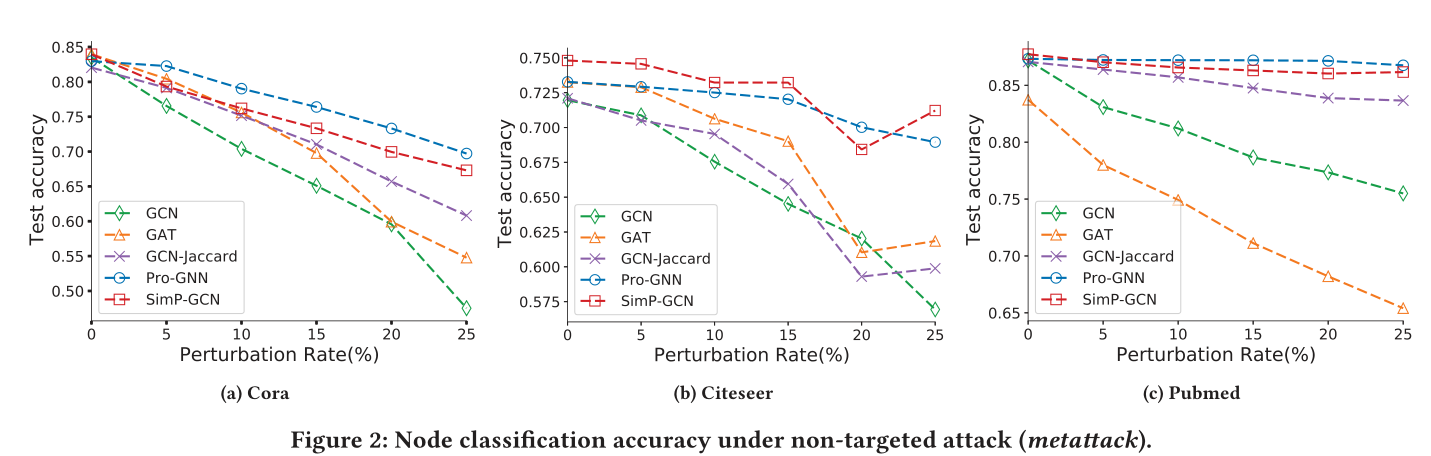 0.85
0.80
0.75
0.70
0.65
0.60
0.55
0.50
Test accuracy
GCN
GAT
GCN-Jaccard
Pro-GNN
SimP-GCN
0 5 10 15 20 25
Perturbation Rate(%)
(a) Cora
0.750
0.725
0.700
0.675
0.650
0.625
0.600
0.575
Test accuracy
GCN
GAT
GCN-Jaccard
Pro-GNN
SimP-GCN
0 5 10 15 20 25
Perturbation Rate(%)
(b) Citeseer
0.85
0.80
0.75
0.70
0.65
Test accuracy
GCN
GAT
GCN-Jaccard
Pro-GNN
SimP-GCN
0 5 10 15 20 25
Perturbation Rate(%)
(c) Pubmed
Figure 2: Node classification accuracy under non-targeted attack (metattack).